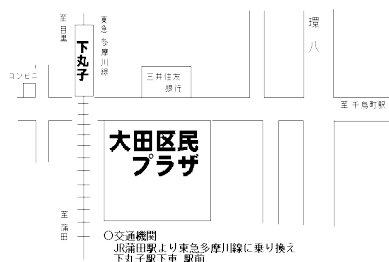 至目黒
東急多摩川線
環八
下丸子
コンビニ
三井住友
銀行
至 千鳥町駅
大田区民
プラザ
至 蒲田
○交通機関
JR蒲田駅より東急多摩川線に乗り換え
下丸子駅下車 駅前